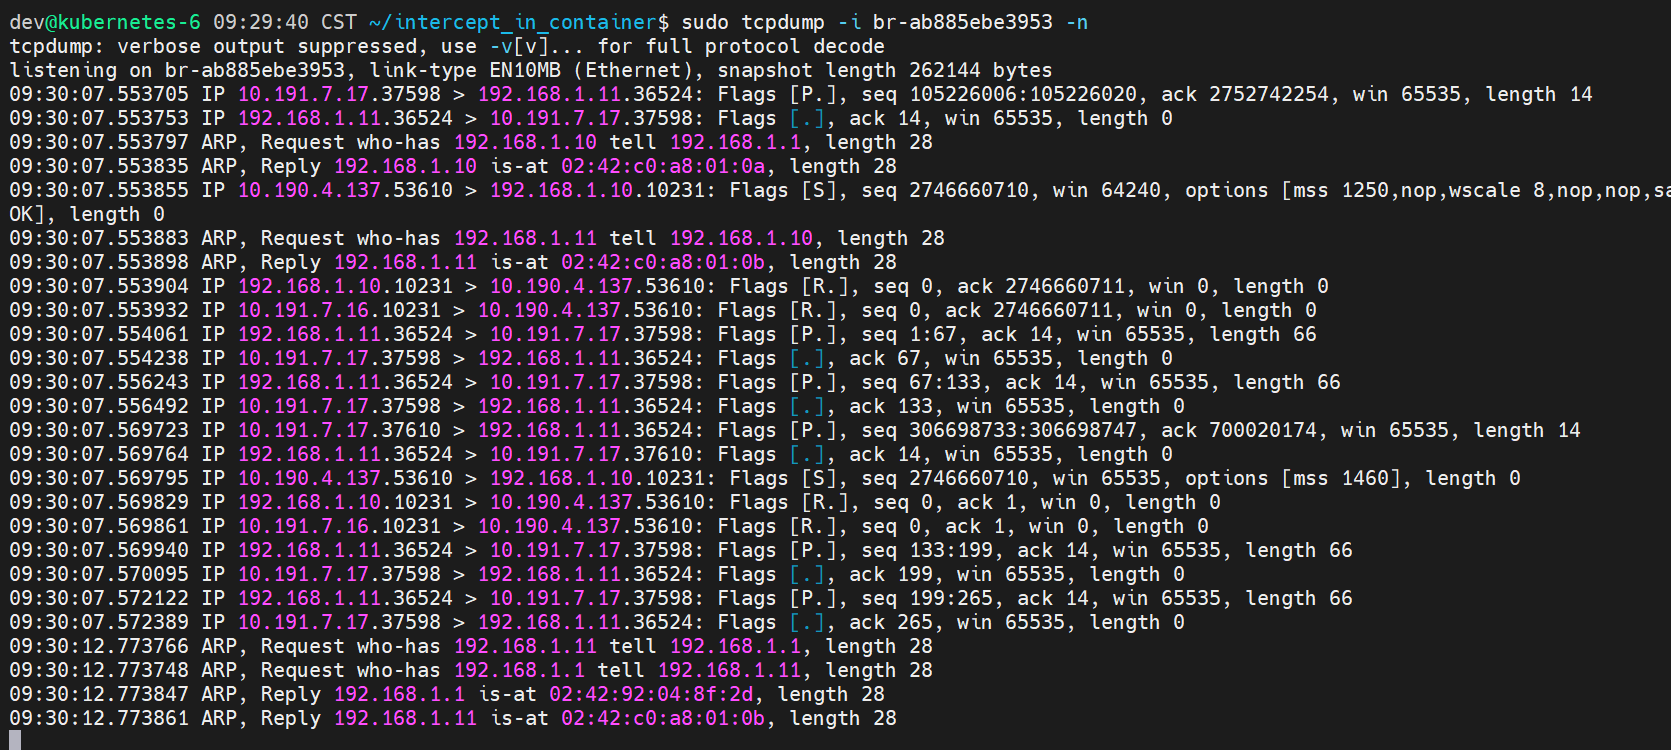 dev@kubernetes-6 09:29:40 CST ~/intercept_in_container$ sudo tcpdump -i br-ab885ebe3953 -n
tcpdump: verbose output suppressed, use -v[v]... for full protocol decode
listening on br-ab885ebe3953, link-type EN10MB (Ethernet), snapshot length 262144 bytes
09:30:07.553705 IP 10.191.7.17.37598 > 192.168.1.11.36524: Flags [P.], seq 105226006:105226020, ack 2752742254, win 65535, length 14
09:30:07.553753 IP 192.168.1.11.36524 > 10.191.7.17.37598: Flags [.], ack 14, win 65535, length 0
09:30:07.553797 ARP, Request who-has 192.168.1.10 tell 192.168.1.1, length 28
09:30:07.553835 ARP, Reply 192.168.1.10 is-at 02:42:c0:a8:01:0a, length 28
09:30:07.553855 IP 10.190.4.137.53610 > 192.168.1.10.10231: Flags [S], seq 2746660710, win 64240, options [mss 1250,nop,wscale 8,nop,nop,sa
OK], length 0
09:30:07.553883 ARP, Request who-has 192.168.1.11 tell 192.168.1.10, length 28
09:30:07.553898 ARP, Reply 192.168.1.11 is-at 02:42:c0:a8:01:0b, length 28
09:30:07.553904 IP 192.168.1.10.10231 > 10.190.4.137.53610: Flags [R.], seq 0, ack 2746660711, win 0, length 0
09:30:07.553932 IP 10.191.7.16.10231 > 10.190.4.137.53610: Flags [R.], seq 0, ack 2746660711, win 0, length 0
09:30:07.554061 IP 192.168.1.11.36524 > 10.191.7.17.37598: Flags [P.], seq 1:67, ack 14, win 65535, length 66
09:30:07.554238 IP 10.191.7.17.37598 > 192.168.1.11.36524: Flags [.], ack 67, win 65535, length 0
09:30:07.556243 IP 192.168.1.11.36524 > 10.191.7.17.37598: Flags [P.], seq 67:133, ack 14, win 65535, length 66
09:30:07.556492 IP 10.191.7.17.37598 > 192.168.1.11.36524: Flags [.], ack 133, win 65535, length 0
09:30:07.569723 IP 10.191.7.17.37610 > 192.168.1.11.36524: Flags [P.], seq 306698733:306698747, ack 700020174, win 65535, length 14
09:30:07.569764 IP 192.168.1.11.36524 > 10.191.7.17.37610: Flags [.], ack 14, win 65535, length 0
09:30:07.569795 IP 10.190.4.137.53610 > 192.168.1.10.10231: Flags [S], seq 2746660710, win 65535, options [mss 1460], length 0
09:30:07.569829 IP 192.168.1.10.10231 > 10.190.4.137.53610: Flags [R.], seq 0, ack 1, win 0, length 0
09:30:07.569861 IP 10.191.7.16.10231 > 10.190.4.137.53610: Flags [R.], seq 0, ack 1, win 0, length 0
09:30:07.569940 IP 192.168.1.11.36524 > 10.191.7.17.37598: Flags [P.], seq 133:199, ack 14, win 65535, length 66
09:30:07.570095 IP 10.191.7.17.37598 > 192.168.1.11.36524: Flags [.], ack 199, win 65535, length 0
09:30:07.572122 IP 192.168.1.11.36524 > 10.191.7.17.37598: Flags [P.], seq 199:265, ack 14, win 65535, length 66
09:30:07.572389 IP 10.191.7.17.37598 > 192.168.1.11.36524: Flags [.], ack 265, win 65535, length 0
09:30:12.773766 ARP, Request who-has 192.168.1.11 tell 192.168.1.1, length 28
09:30:12.773748 ARP, Request who-has 192.168.1.1 tell 192.168.1.11, length 28
09:30:12.773847 ARP, Reply 192.168.1.1 is-at 02:42:92:04:8f:2d, length 28
09:30:12.773861 ARP, Reply 192.168.1.11 is-at 02:42:c0:a8:01:0b, length 28